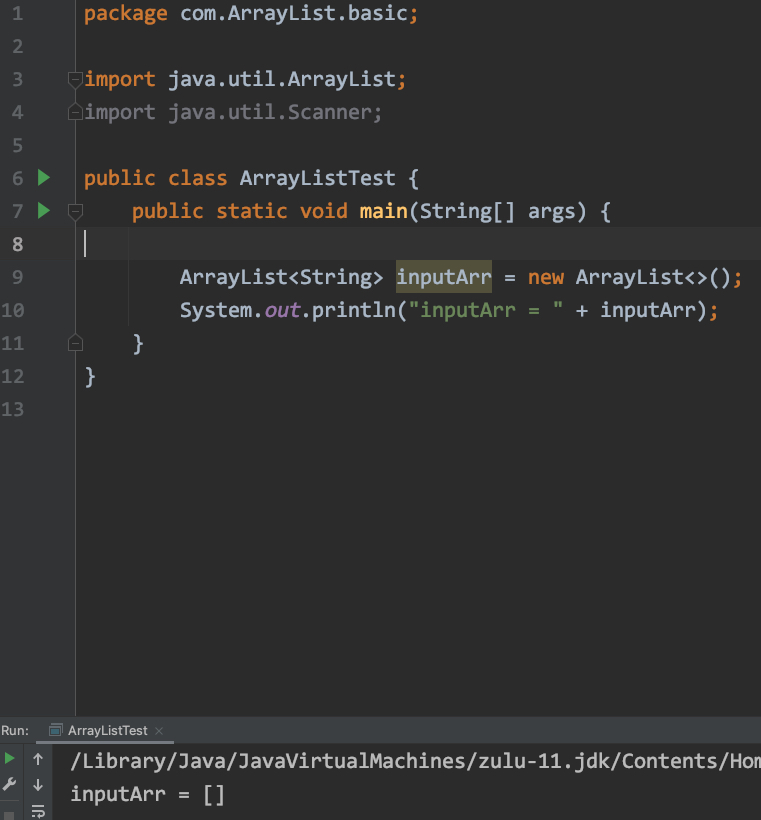 1 package com.ArrayList.basic;
2
3 import java.util.ArrayList;
4 import java.util.Scanner;
5
6 public class ArrayListTest {
7 public static void main(String[] args) {
8
9 ArrayList<String> inputArr = new ArrayList<>();
10 System.out.println("inputArr = " + inputArr);
11 }
12 }
13
Run: ArrayListTest
/Library/Java/JavaVirtualMachines/zulu-11.jdk/Contents/Hom
inputArr = []